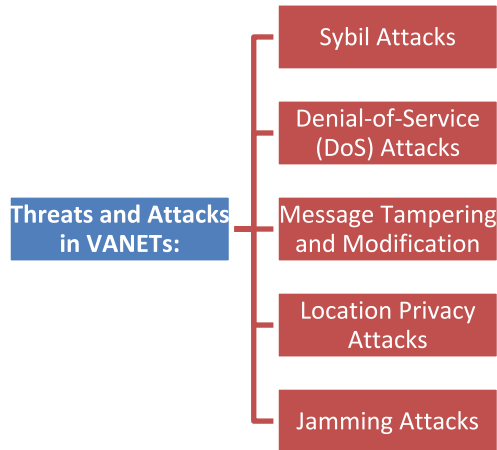 Threats and Attacks
in VANETs:
Sybil Attacks
Denial-of-Service
(DoS) Attacks
Message Tampering
and Modification
Location Privacy
Attacks
Jamming Attacks